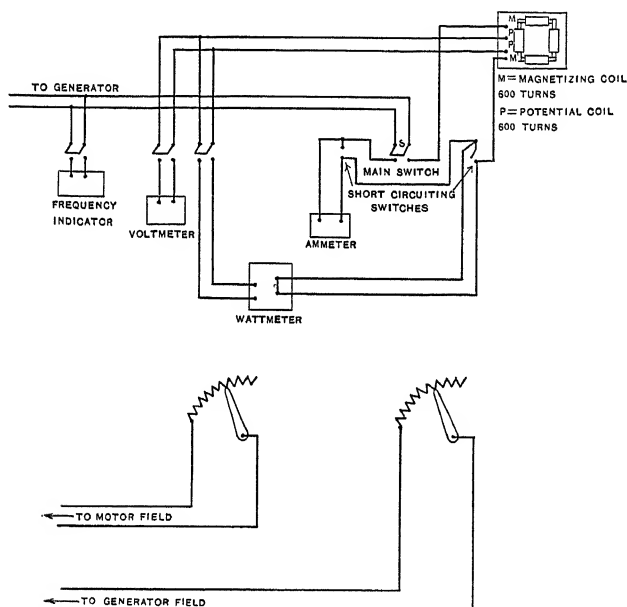 M
P
P
M
M = MAGNETIZING COIL
600 TURNS
P = POTENTIAL COIL
600 TURNS
TO GENERATOR
S
MAIN SWITCH
SHORT CIRCUITING
SWITCHES
FREQUENCY
INDICATOR
VOLTMETER
AMMETER
WATTMETER
TO MOTOR FIELD
TO GENERATOR FIELD